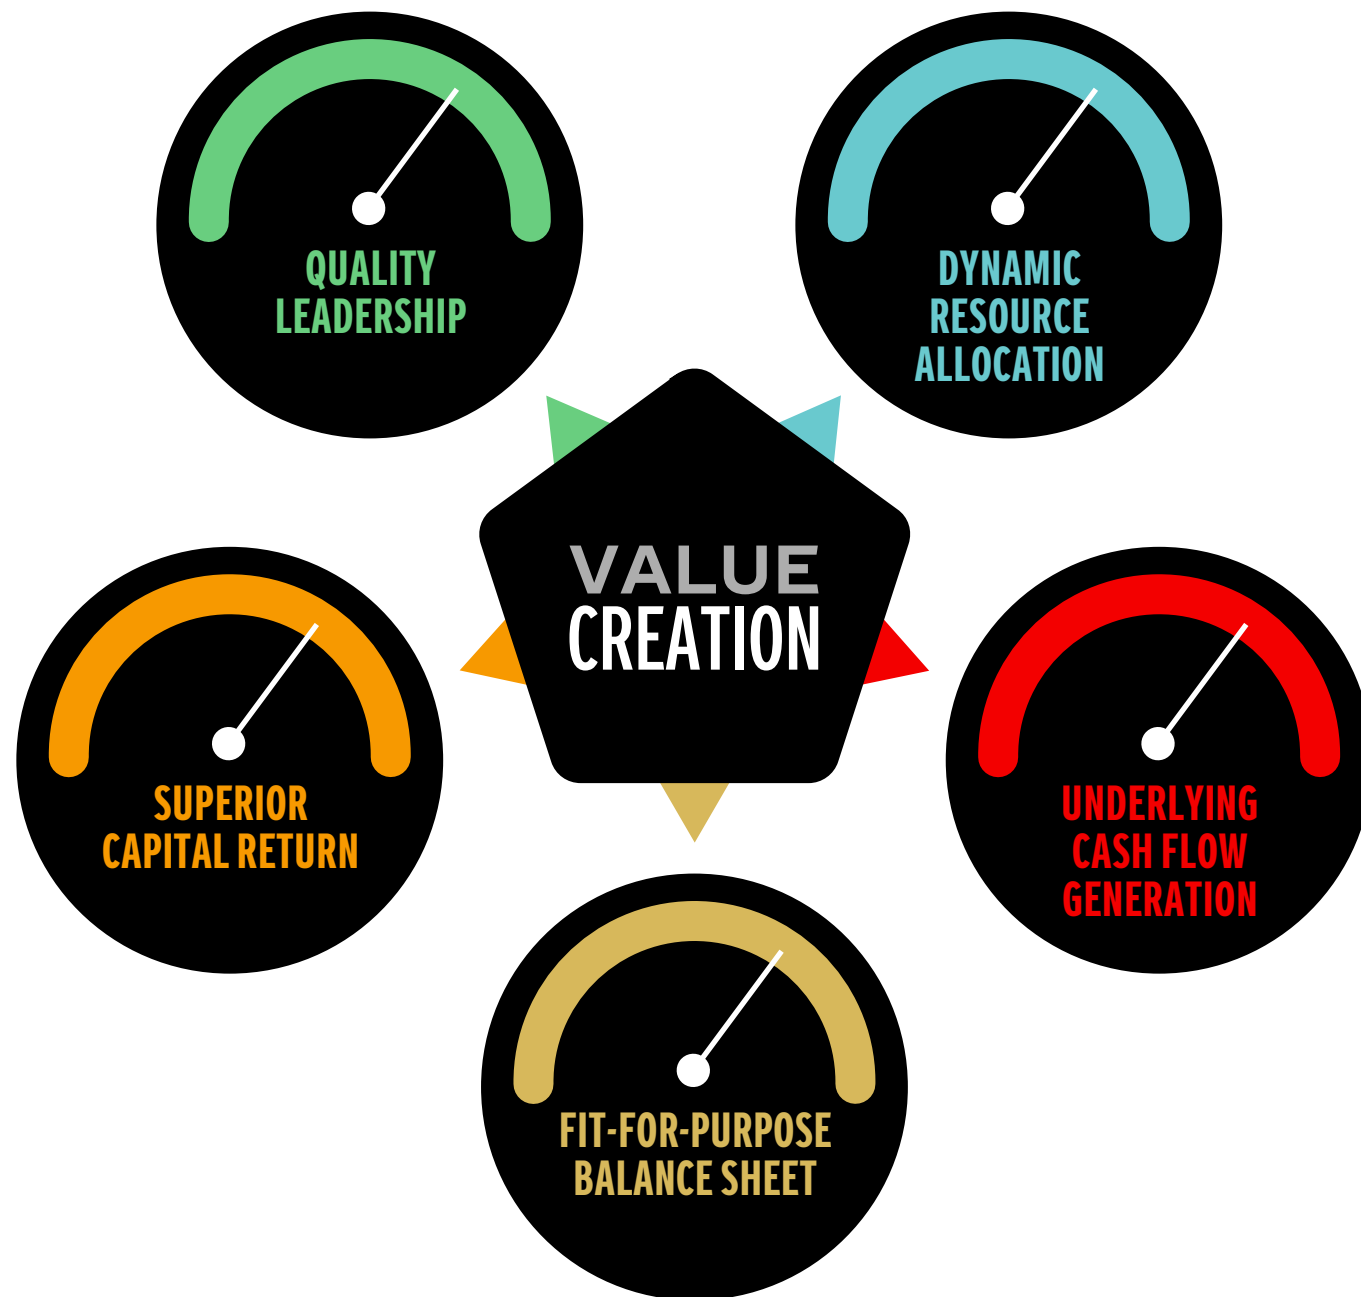 QUALITY
LEADERSHIP
DYNAMIC
RESOURCE
ALLOCATION
VALUE
CREATION
SUPERIOR
CAPITAL RETURN
UNDERLYING
CASH FLOW
GENERATION
FIT-FOR-PURPOSE
BALANCE SHEET